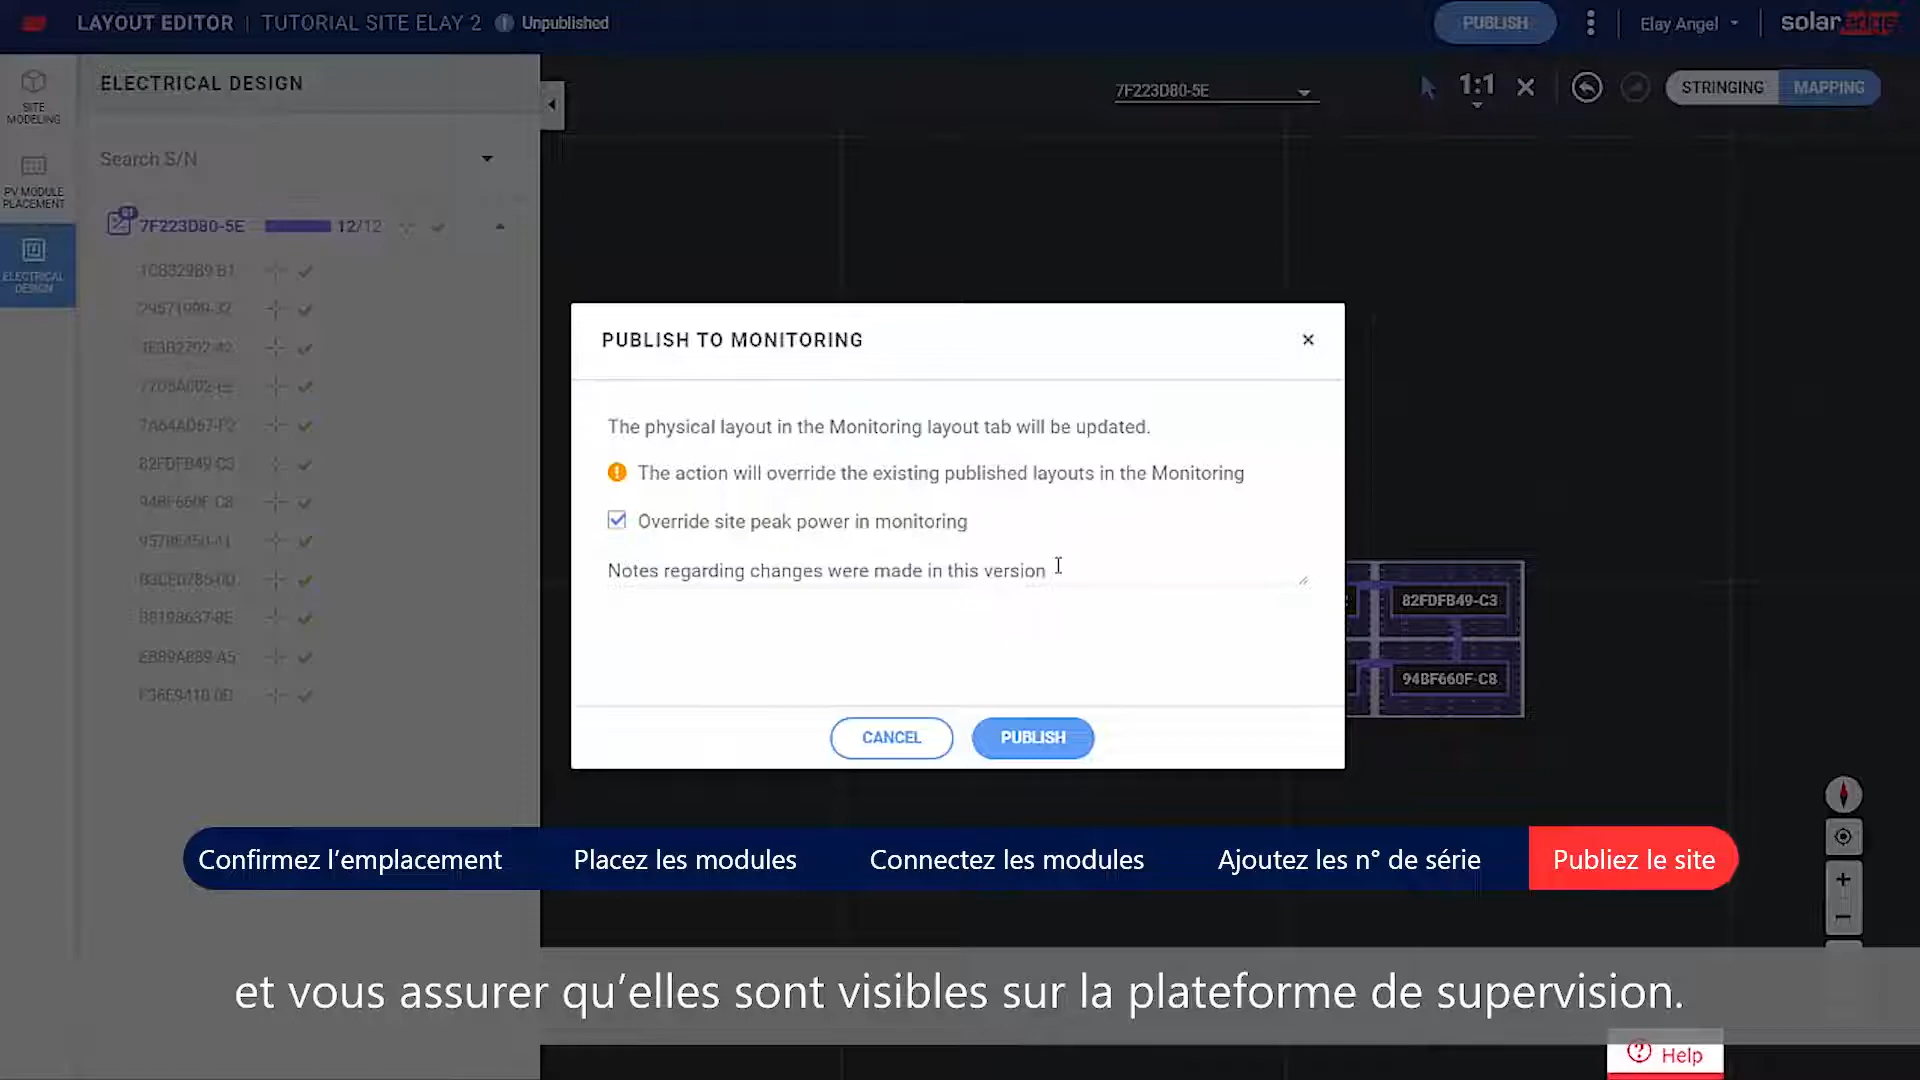 LAYOUT EDITOR | TUTORIAL SITE ELAY 2 Unpublished
PUBLISH
Elay Angel
solaredge
SITE
MODELING
PV MODULE
PLACEMENT
ELECTRICAL
DESIGN
ELECTRICAL DESIGN
Search S/N
7F223D80-5E 12/12
82FDFB49-C3
94BF660F-C8
7F223D80-5E
1:1
STRINGING
MAPPING
PUBLISH TO MONITORING
The physical layout in the Monitoring layout tab will be updated.
The action will override the existing published layouts in the Monitoring
Override site peak power in monitoring
Notes regarding changes were made in this version
CANCEL
PUBLISH
82FDFB49-C3
94BF660F-C8
Confirmez l’emplacement
Placez les modules
Connectez les modules
Ajoutez les n° de série
Publiez le site
et vous assurer qu’elles sont visibles sur la plateforme de supervision.
Help